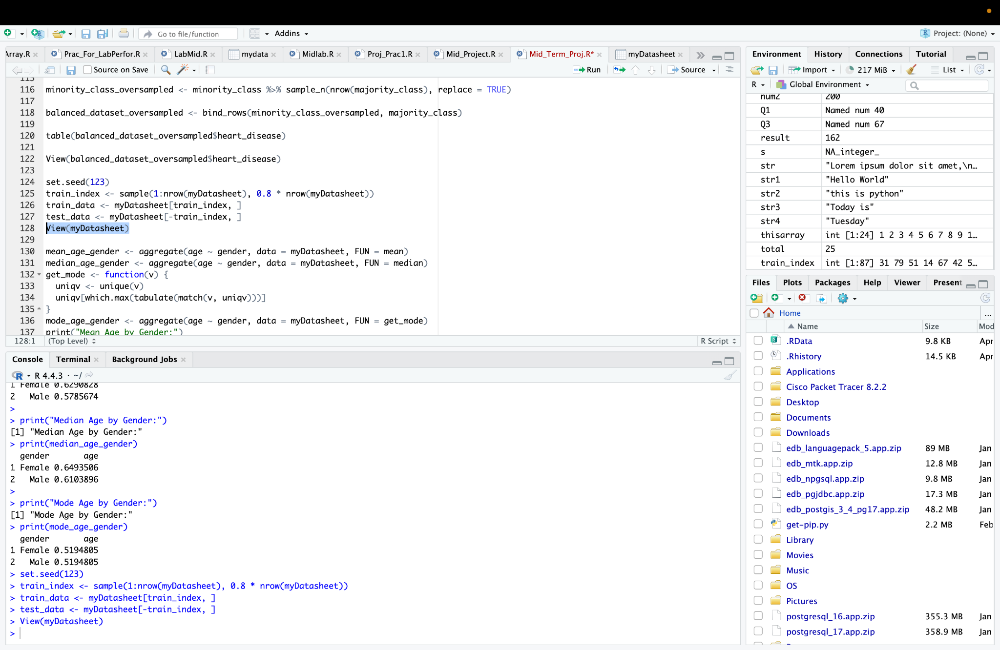 Go to file/function
Addins
Project: (None)
Array.R
Prac_For_LabPerfor.R
LabMid.R
mydata
Midlab.R
Proj_Prac1.R
Mid_Project.R
Mid_Term_Proj.R*
myDatasheet
Source on Save
Run
Source
115
116 minority_class_oversampled <- minority_class %>% sample_n(nrow(majority_class), replace = TRUE)
117
118 balanced_dataset_oversampled <- bind_rows(minority_class_oversampled, majority_class)
119
120 table(balanced_dataset_oversampled$heart_disease)
121
122 View(balanced_dataset_oversampled$heart_disease)
123
124 set.seed(123)
125 train_index <- sample(1:nrow(myDatasheet), 0.8 * nrow(myDatasheet))
126 train_data <- myDatasheet[train_index, ]
127 test_data <- myDatasheet[-train_index, ]
128 View(myDatasheet)
129
130 mean_age_gender <- aggregate(age ~ gender, data = myDatasheet, FUN = mean)
131 median_age_gender <- aggregate(age ~ gender, data = myDatasheet, FUN = median)
132 get_mode <- function(v) {
133 uniqv <- unique(v)
134 uniqv[which.max(tabulate(match(v, uniqv)))]
135 }
136 mode_age_gender <- aggregate(age ~ gender, data = myDatasheet, FUN = get_mode)
137 print("Mean Age by Gender:")
128:1 (Top Level) R Script
Console Terminal Background Jobs
R 4.4.3 · ~/
1 Female 0.6290828
2 Male 0.5785674
>
> print("Median Age by Gender:")
[1] "Median Age by Gender:"
> print(median_age_gender)
gender age
1 Female 0.6493506
2 Male 0.6103896
>
> print("Mode Age by Gender:")
[1] "Mode Age by Gender:"
> print(mode_age_gender)
gender age
1 Female 0.5194805
2 Male 0.5194805
> set.seed(123)
> train_index <- sample(1:nrow(myDatasheet), 0.8 * nrow(myDatasheet))
> train_data <- myDatasheet[train_index, ]
> test_data <- myDatasheet[-train_index, ]
> View(myDatasheet)
>
Environment History Connections Tutorial
Import 217 MiB List
R Global Environment
num2 200
Q1 Named num 40
Q3 Named num 67
result 162
s NA_integer_
str "Lorem ipsum dolor sit amet,\n…
str1 "Hello World"
str2 "this is python"
str3 "Today is"
str4 "Tuesday"
thisarray int [1:24] 1 2 3 4 5 6 7 8 9 1…
total 25
train_index int [1:87] 31 79 51 14 67 42 5…
Files Plots Packages Help Viewer Present
Home ...
Name Size Mod
.RData 9.8 KB Apr
.Rhistory 14.5 KB Apr
Applications
Cisco Packet Tracer 8.2.2
Desktop
Documents
Downloads
edb_languagepack_5.app.zip 89 MB Jan
edb_mtk.app.zip 12.8 MB Jan
edb_npgsql.app.zip 9.8 MB Jan
edb_pgjdbc.app.zip 17.3 MB Jan
edb_postgis_3_4_pg17.app.zip 48.2 MB Jan
get-pip.py 2.2 MB Feb
Library
Movies
Music
OS
Pictures
postgresql_16.app.zip 355.3 MB Jan
postgresql_17.app.zip 358.9 MB Jan